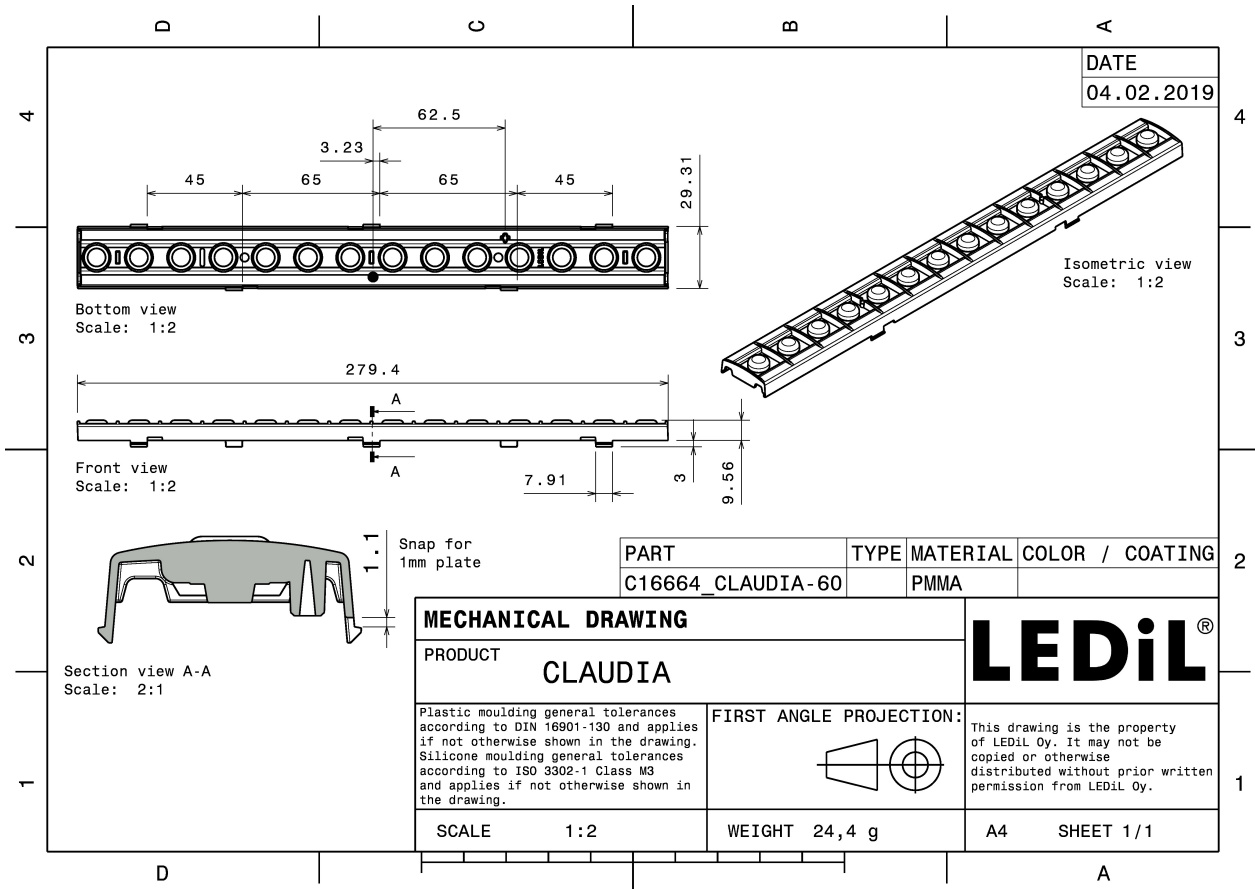 D C B A
DATE
04.02.2019
4 4
62.5
3.23
45 65 65 45
29.31
LEDiL
Bottom view
Scale: 1:2
Isometric view
Scale: 1:2
3 3
279.4
A
A
Front view
Scale: 1:2
7.91
3
9.56
2 2
1.1
Snap for
1mm plate
Section view A-A
Scale: 2:1
PART TYPE MATERIAL COLOR / COATING
C16664_CLAUDIA-60 PMMA
MECHANICAL DRAWING
PRODUCT
CLAUDIA
LEDiL®
Plastic moulding general tolerances
according to DIN 16901-130 and applies
if not otherwise shown in the drawing.
Silicone moulding general tolerances
according to ISO 3302-1 Class M3
and applies if not otherwise shown in
the drawing.
FIRST ANGLE PROJECTION:
This drawing is the property
of LEDiL Oy. It may not be
copied or otherwise
distributed without prior written
permission from LEDiL Oy.
1 1
SCALE 1:2
WEIGHT 24,4 g
A4 SHEET 1/1
D A